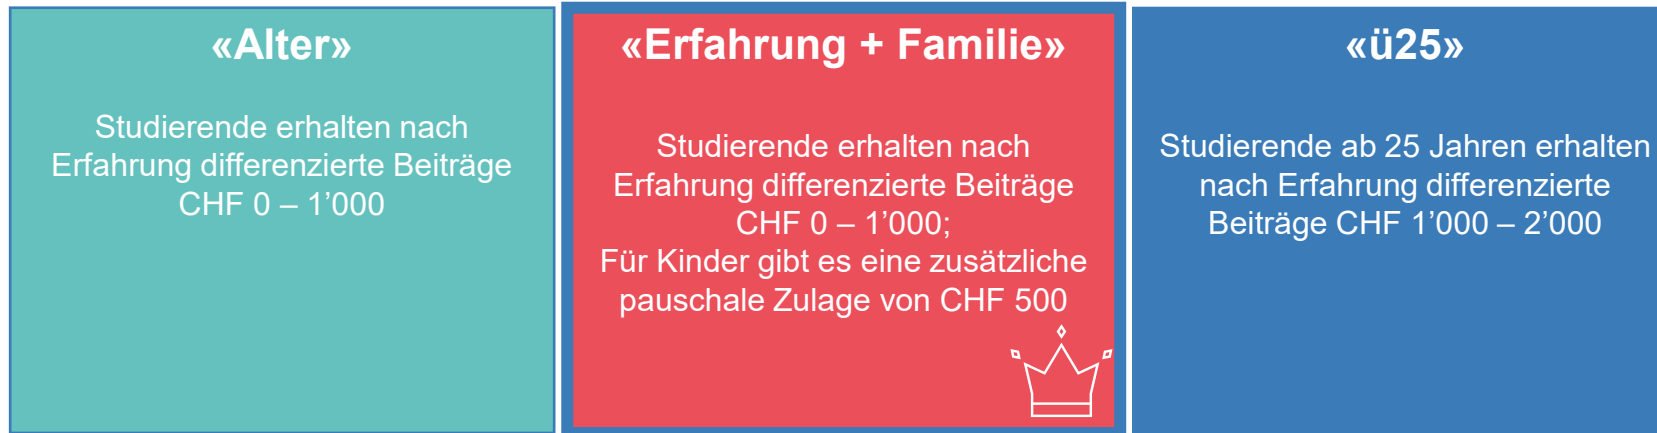 «Alter»
Studierende erhalten nach
Erfahrung differenzierte Beiträge
CHF 0 – 1’000
«Erfahrung + Familie»
Studierende erhalten nach
Erfahrung differenzierte Beiträge
CHF 0 – 1’000;
Für Kinder gibt es eine zusätzliche
pauschale Zulage von CHF 500
«ü25»
Studierende ab 25 Jahren erhalten
nach Erfahrung differenzierte
Beiträge CHF 1’000 – 2’000